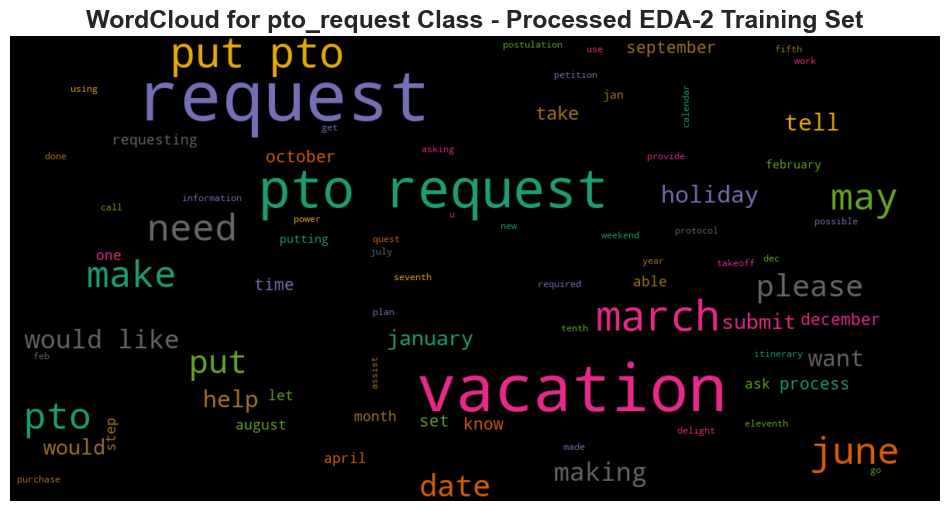 WordCloud for pto_request Class - Processed EDA-2 Training Set
put pto
postulation
use
september
fifth
work
request
using
petition
jan
calendar
take
tell
get
requesting
done
october
asking
provide
february
pto request
holiday
may
information
call
power
u
new
possible
need
putting
quest
weekend
protocol
july
one
make
time
seventh
year
able
takeoff
dec
required
please
plan
march
submit
december
tenth
would like
january
feb
put
assist
itinerary
want
vacation
ask
process
help
let
pto
step
august
month
set
know
delight
eleventh
would
april
made
june
making
go
purchase
date